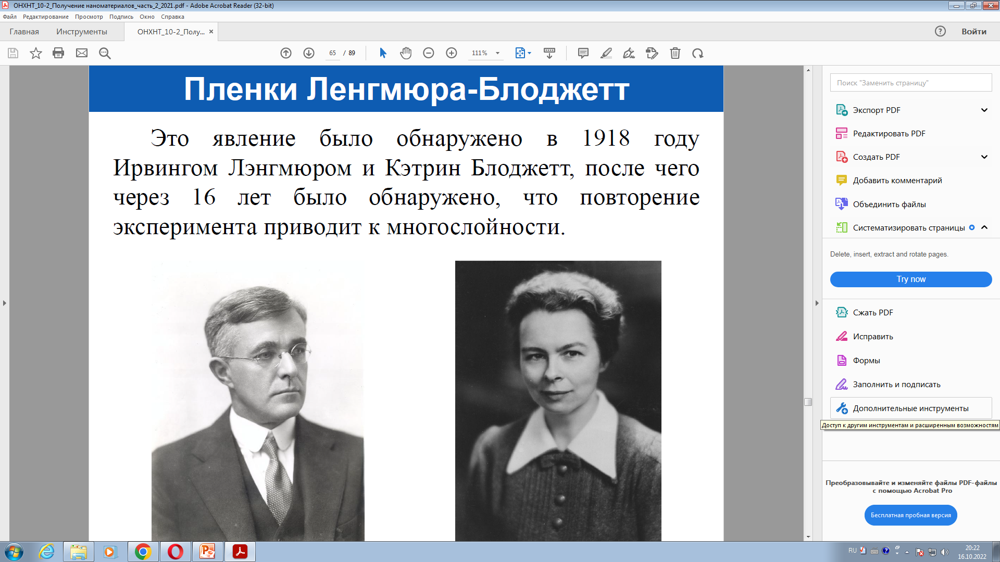 ОНХНТ_10-2_Получение наноматериалов_часть_2_2021.pdf - Adobe Acrobat Reader (32-bit)
Файл Редактирование Просмотр Подпись Окно Справка
Главная Инструменты ОНХНТ_10-2_Полу... × Войти
65 / 89 111%
Пленки Ленгмюра-Блоджетт
Это явление было обнаружено в 1918 году
Ирвингом Лэнгмюром и Кэтрин Блоджетт, после чего
через 16 лет было обнаружено, что повторение
эксперимента приводит к многослойности.
Поиск "Заменить страницу"
Экспорт PDF
Редактировать PDF
Создать PDF
Добавить комментарий
Объединить файлы
Систематизировать страницы
Delete, insert, extract and rotate pages.
Try now
Сжать PDF
Исправить
Формы
Заполнить и подписать
Дополнительные инструменты
Доступ к другим инструментам и расширенным возможностям
Преобразовывайте и изменяйте файлы PDF-файлы
с помощью Acrobat Pro
Бесплатная пробная версия
RU
20:22
16.10.2022